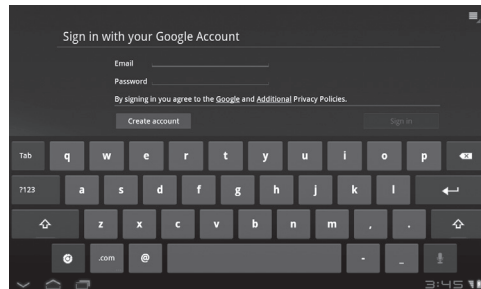 Sign in with your Google Account
Email
Password
By signing in you agree to the Google and Additional Privacy Policies.
Create account Sign in
Tab q w e r t y u i o p
?123 a s d f g h j k l
z x c v b n m , .
.com @ - _
3:45